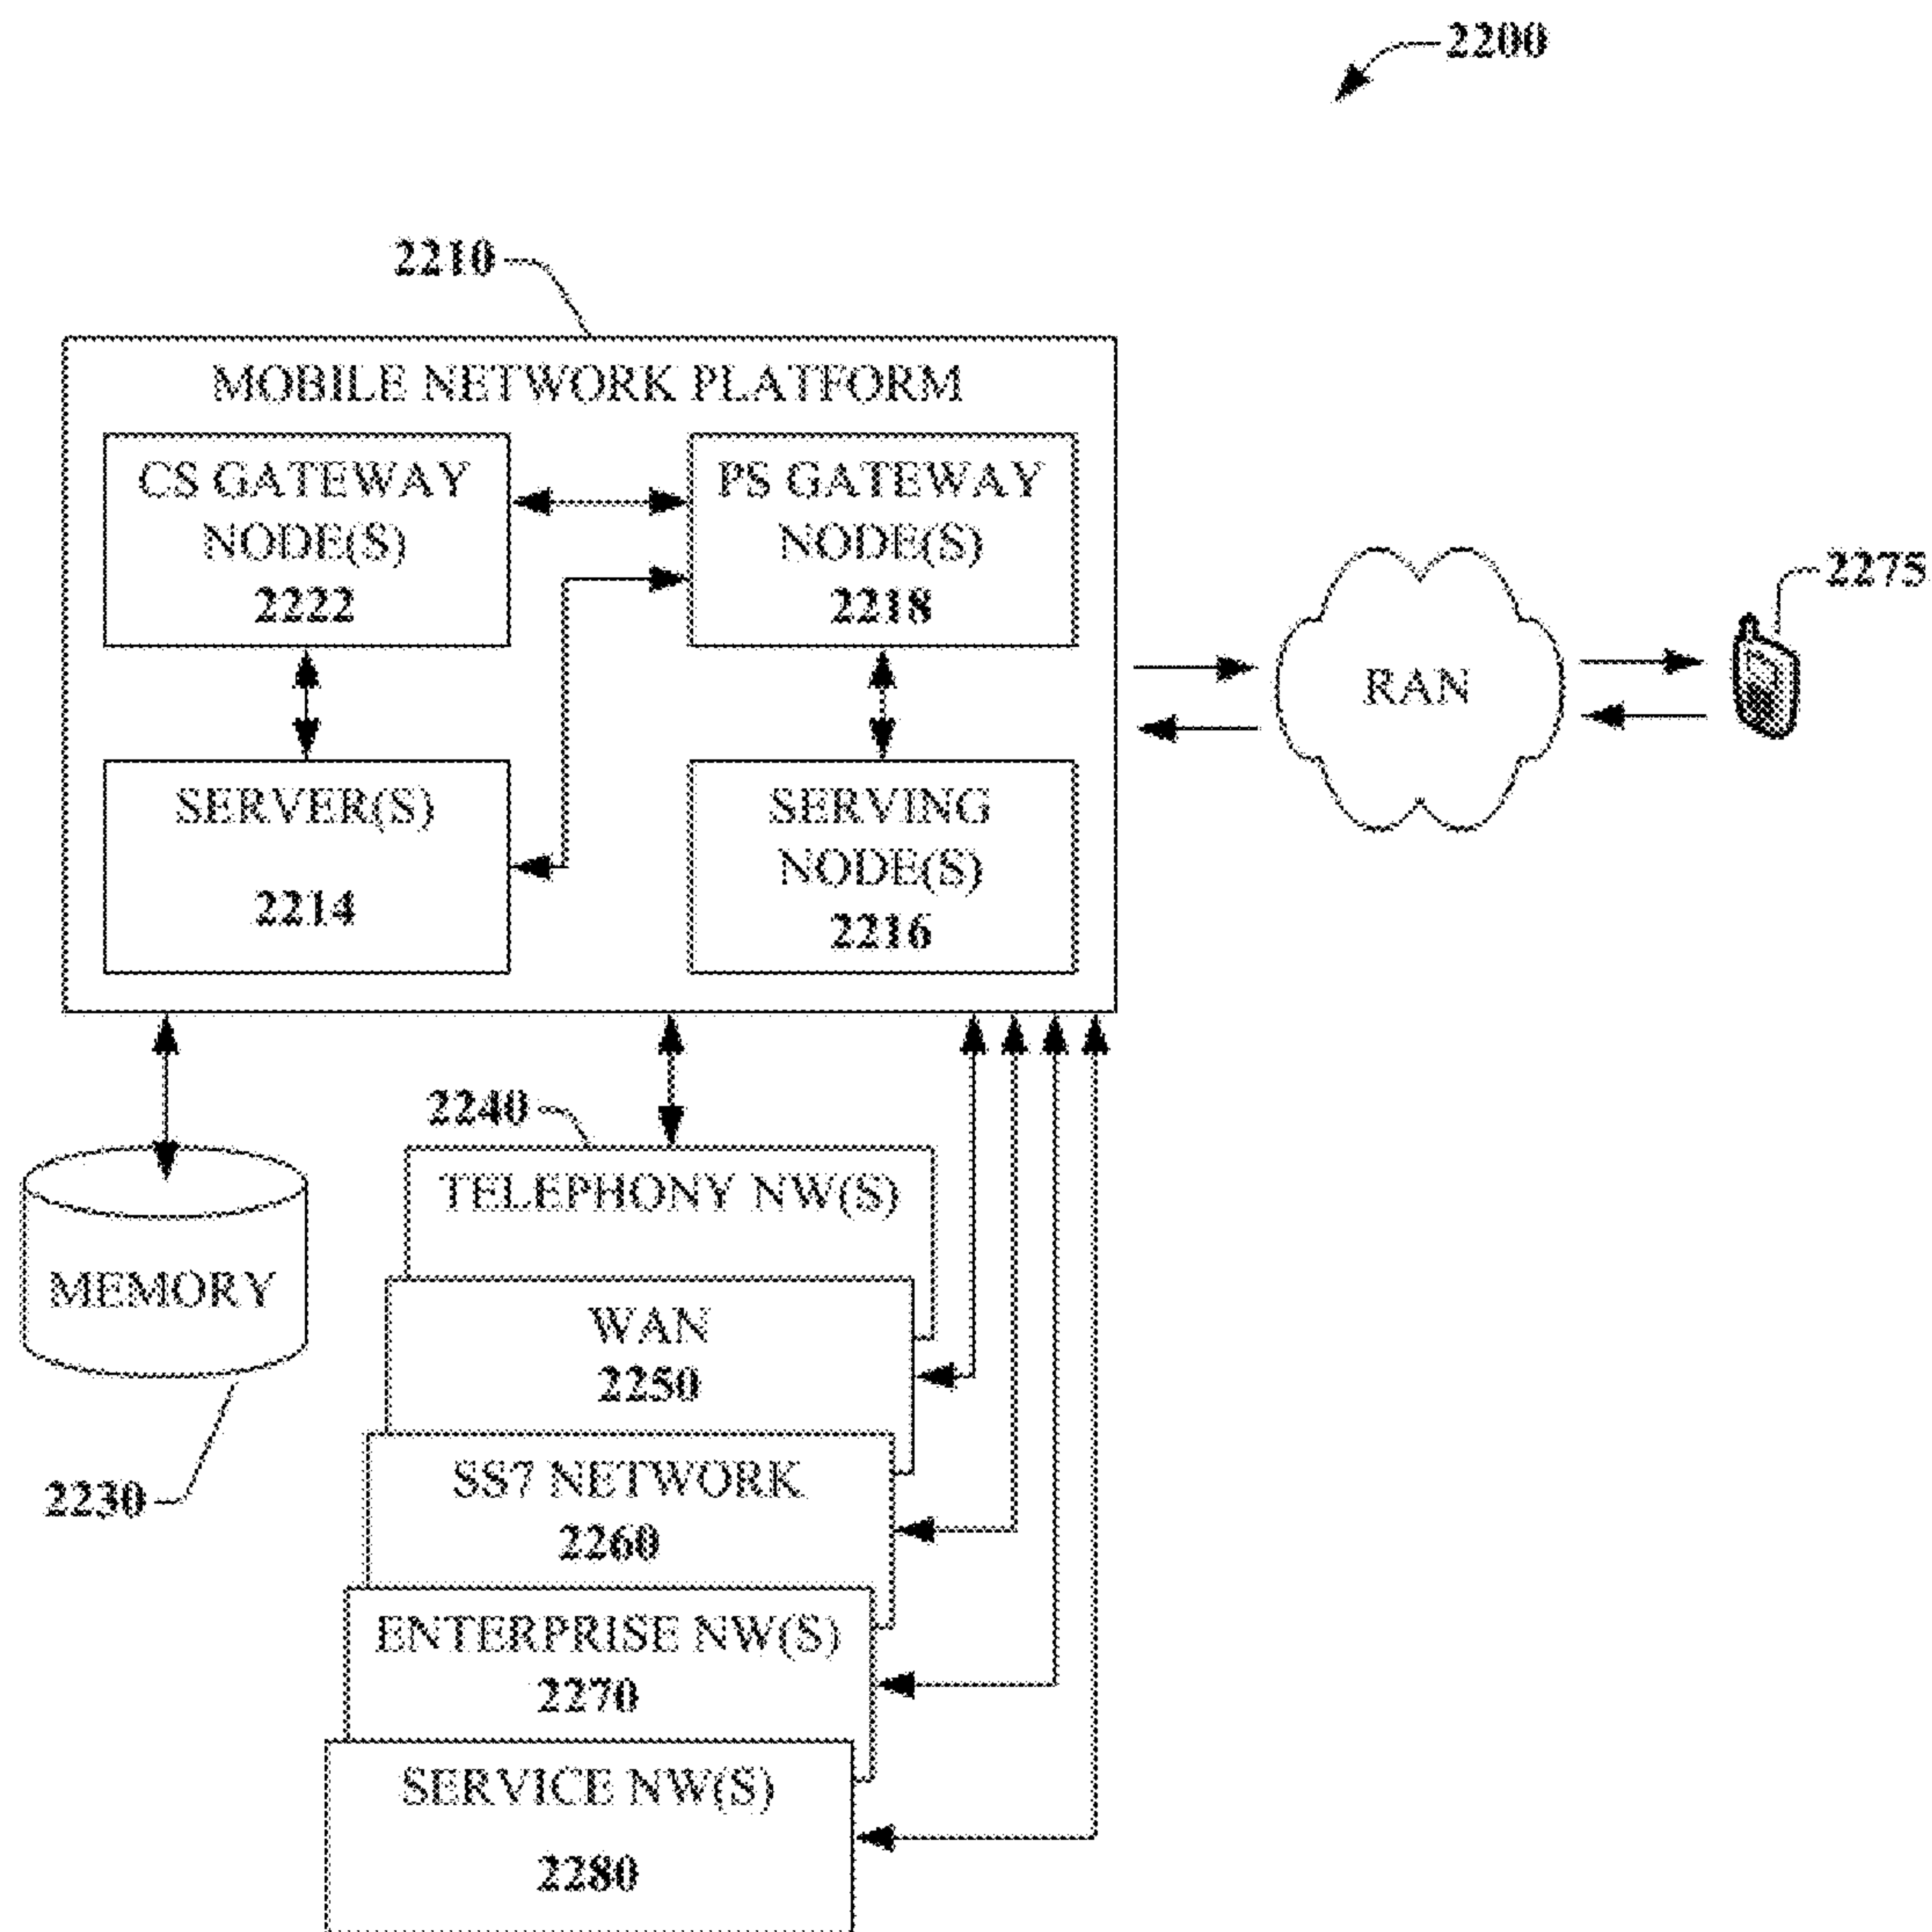 2200
2210
MOBILE NETWORK PLATFORM
CS GATEWAY
NODE(S)
2222
PS GATEWAY
NODE(S)
2218
SERVER(S)
2214
SERVING
NODE(S)
2216
RAN
2275
2240
TELEPHONY NW(S)
MEMORY
2230
WAN
2250
SS7 NETWORK
2260
ENTERPRISE NW(S)
2270
SERVICE NW(S)
2280